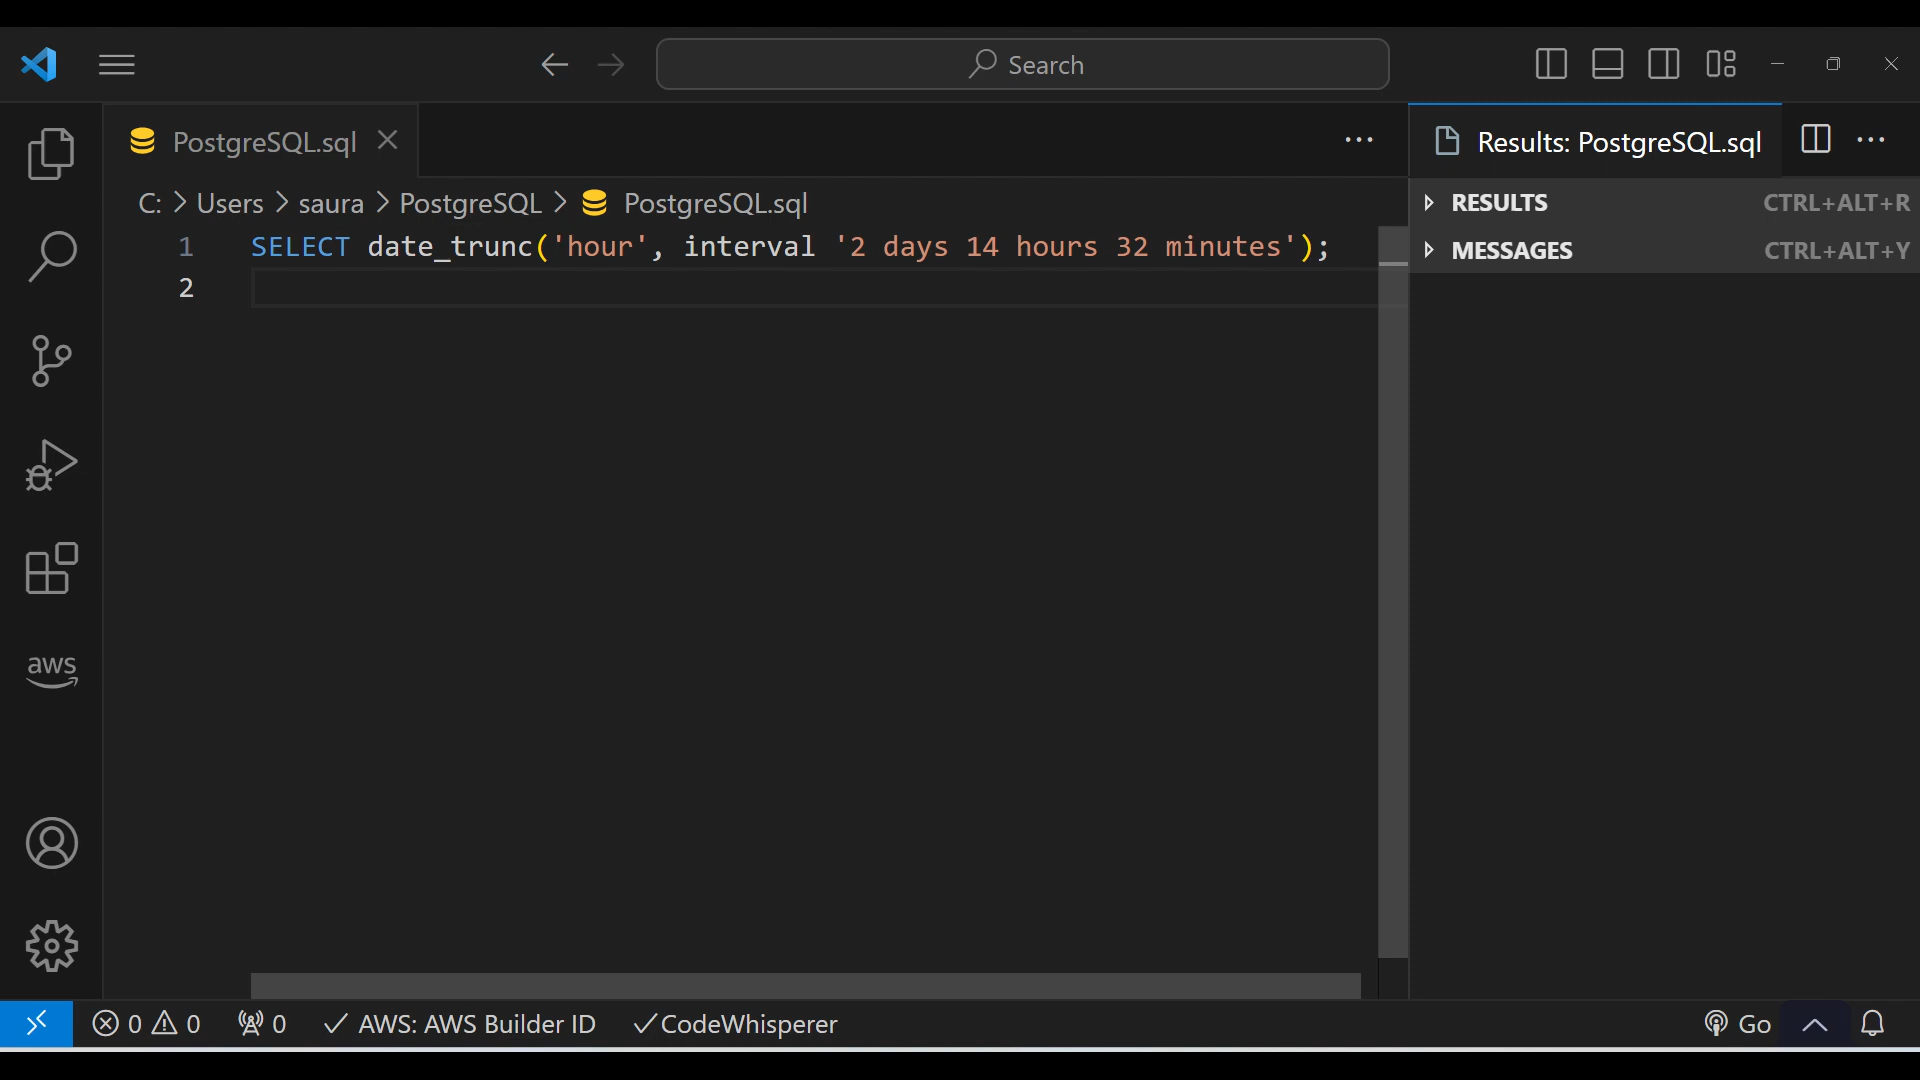 Search
PostgreSQL.sql
Results: PostgreSQL.sql
C: > Users > saura > PostgreSQL > PostgreSQL.sql
1 SELECT date_trunc('hour', interval '2 days 14 hours 32 minutes');
2
RESULTS CTRL+ALT+R
MESSAGES CTRL+ALT+Y
aws
0 0 0 AWS: AWS Builder ID CodeWhisperer Go